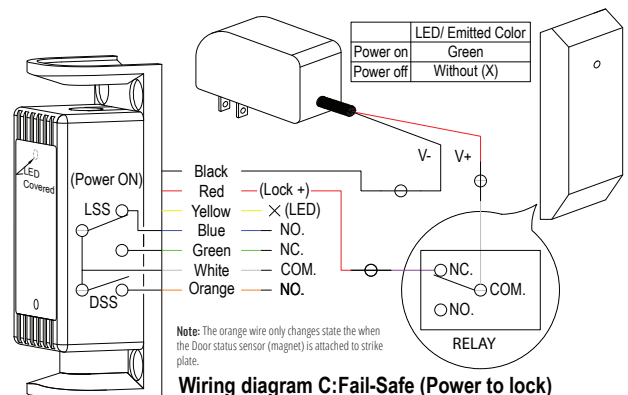 LED/ Emitted Color
Power on Green
Power off Without (X)
LED
Covered
(Power ON)
LSS
DSS
V- V+
Black
Red (Lock +)
Yellow X (LED)
Blue NO.
Green NC.
White COM.
Orange NO.
NC.
COM.
NO.
RELAY
Note: The orange wire only changes state the when
the Door status sensor (magnet) is attached to strike
plate.
Wiring diagram C:Fail-Safe (Power to lock)